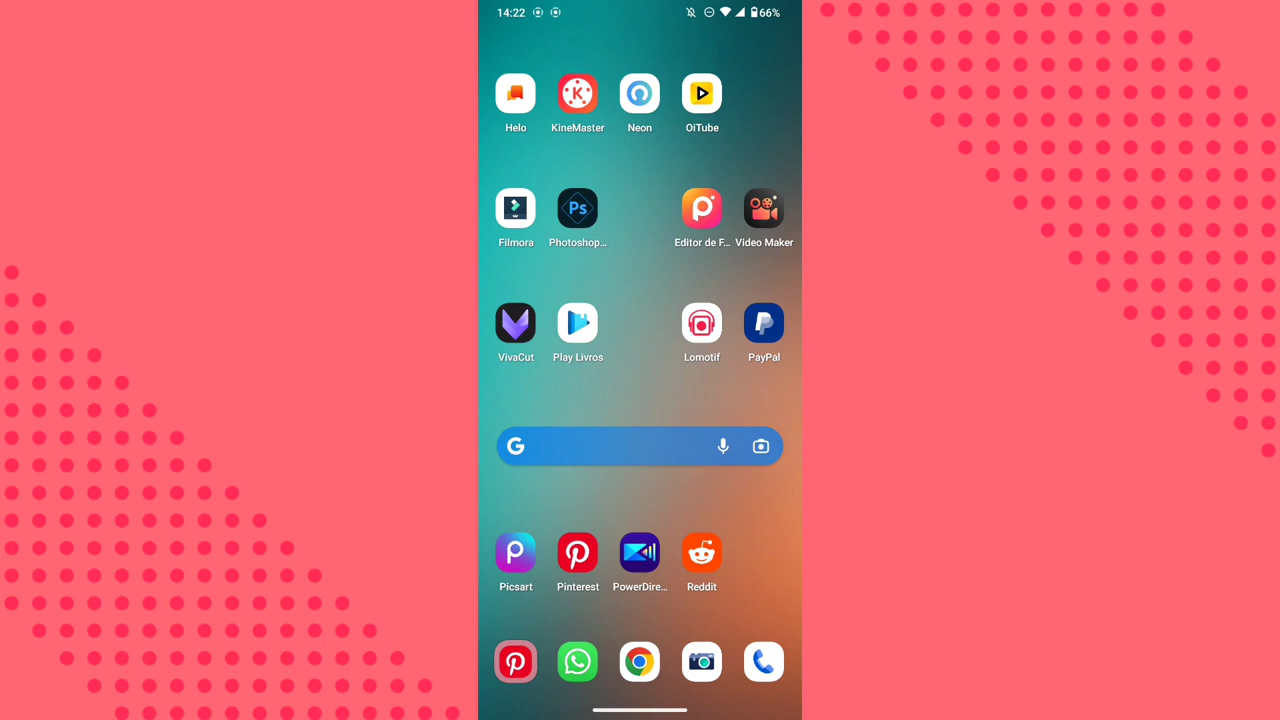 14:22 66%
Helo KineMaster Neon OiTube
Filmora Photoshop... Editor de F... Video Maker
VivaCut Play Livros Lomotif PayPal
Picsart Pinterest PowerDire... Reddit